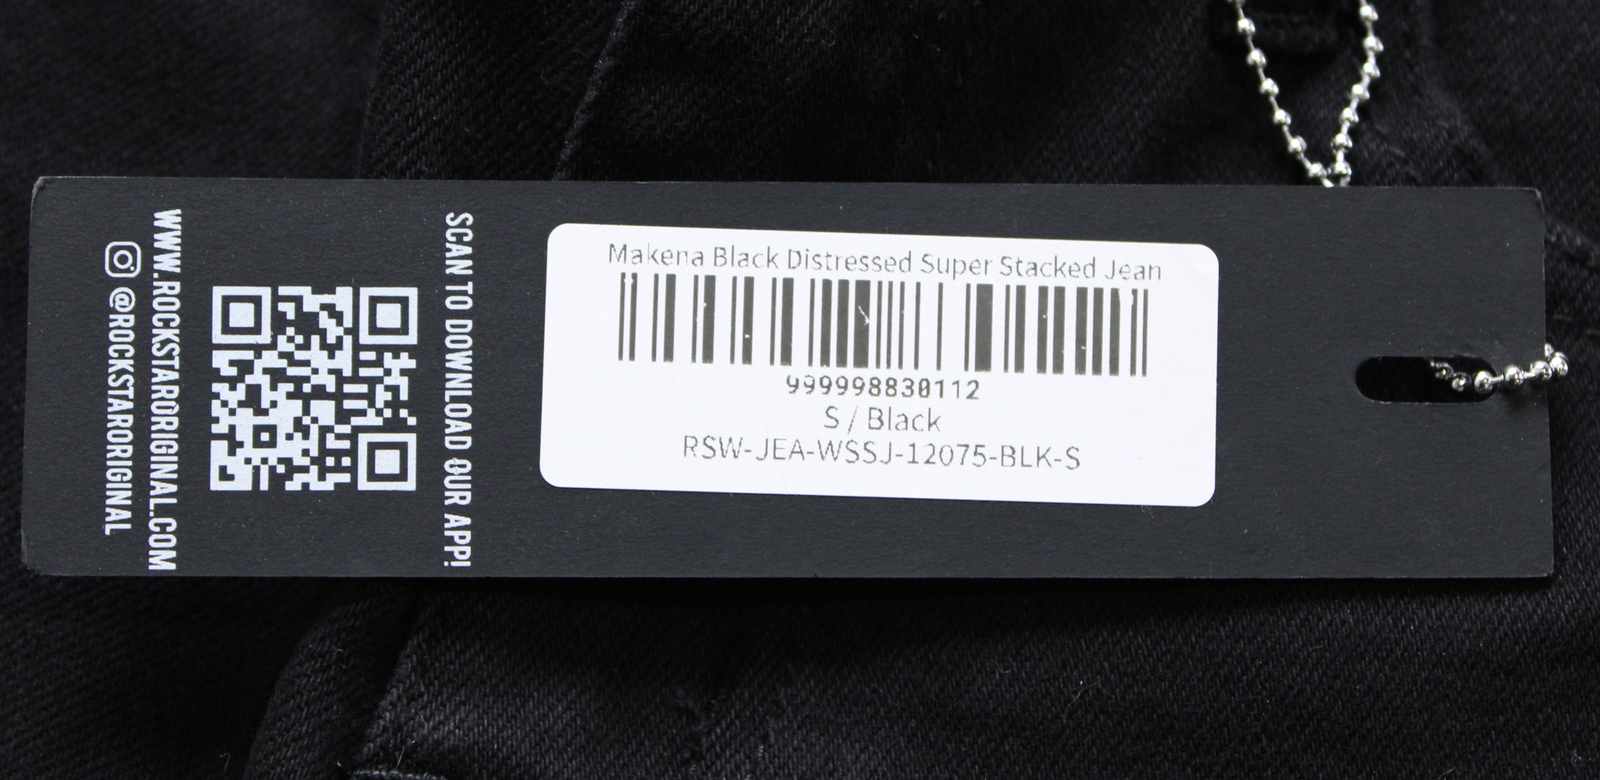 Makena Black Distressed Super Stacked Jean
999998830112
S / Black
RSW-JEA-WSSJ-12075-BLK-S
SCAN TO DOWNLOAD OUR APP!
WWW.ROCKSTARORIGINAL.COM
@ROCKSTARORIGINAL